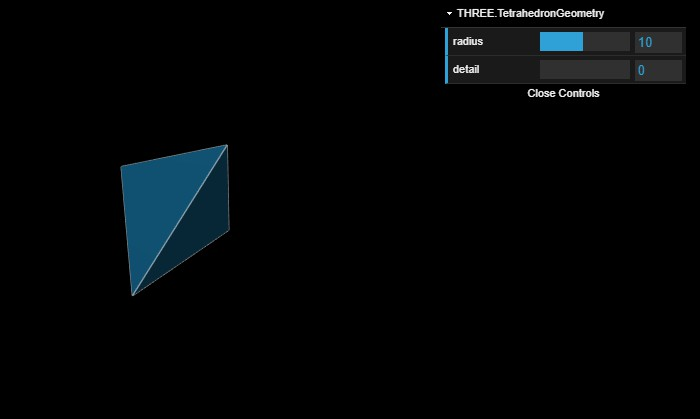 THREE.TetrahedronGeometry
radius 10
detail 0
Close Controls